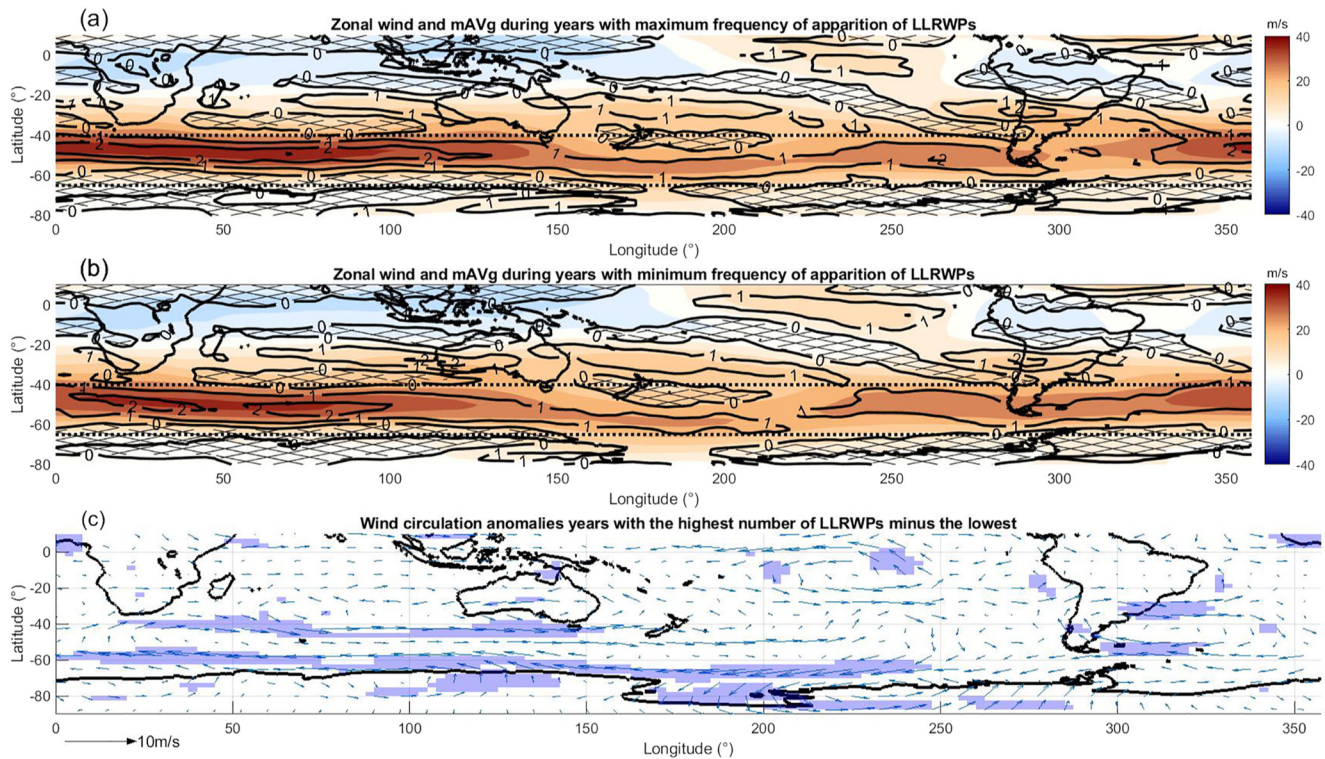 (a)
Zonal wind and mAVg during years with maximum frequency of apparition of LLRWPs
m/s
Latitude (°)
0
-20
-40
-60
-80
0 50 100 150 200 250 300 350
Longitude (°)
40
20
0
-20
-40
(b)
Zonal wind and mAVg during years with minimum frequency of apparition of LLRWPs
m/s
Latitude (°)
0
-20
-40
-60
-80
0 50 100 150 200 250 300 350
Longitude (°)
40
20
0
-20
-40
(c)
Wind circulation anomalies years with the highest number of LLRWPs minus the lowest
Latitude (°)
0
-20
-40
-60
-80
0 50 100 150 200 250 300 350
10m/s
Longitude (°)